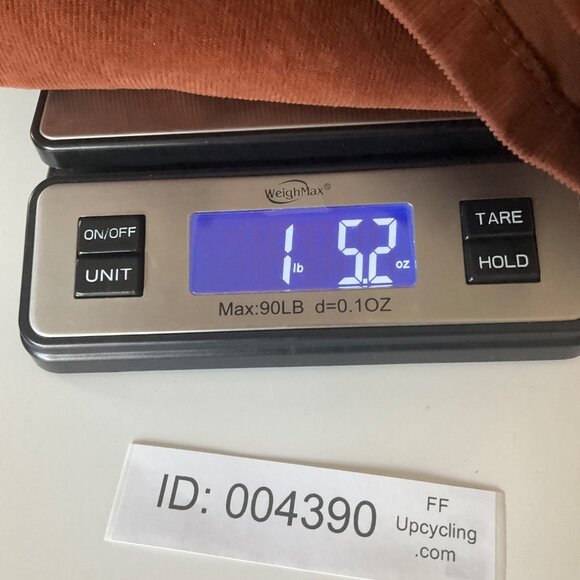 WeighMax®
ON/OFF
UNIT
1 lb 5.2 oz
TARE
HOLD
Max:90LB d=0.1OZ
ID: 004390
FF
Upcycling
.com